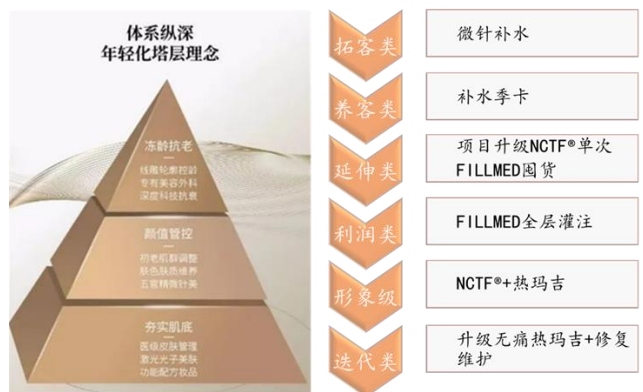 体系纵深
年轻化塔层理念
冻龄抗老
线雕轮廓控龄
专有美容外科
深度科技抗衰
颜值管控
初老肌群调整
肤色肤质维养
五官精微针美
夯实肌底
医级皮肤管理
激光光子美肤
功能配方妆品
拓客类
微针补水
养客类
补水季卡
延伸类
项目升级NCTF®单次
FILLMED囤货
利润类
FILLMED全层灌注
形象级
NCTF®+热玛吉
迭代类
升级无痛热玛吉+修复
维护